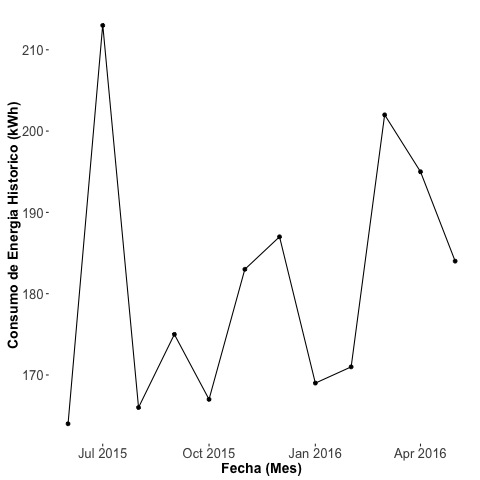 210
200
190
180
170
Consumo de Energia Historico (kWh)
Jul 2015
Oct 2015
Jan 2016
Apr 2016
Fecha (Mes)